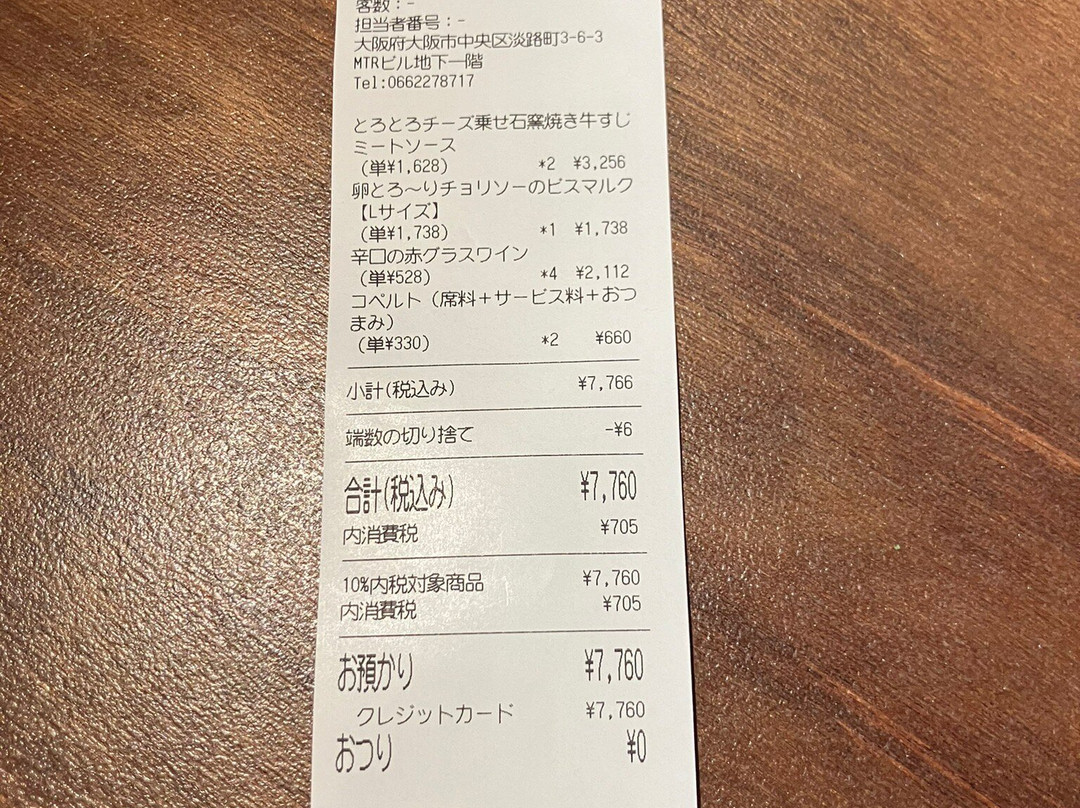 客数：-
担当者番号：-
大阪府大阪市中央区淡路町3-6-3
MTRビル地下一階
Tel:0662278717
とろとろチーズ乗せ石窯焼き牛すじ
ミートソース
（単¥1,628） *2 ¥3,256
卵とろ～りチョリソーのビスマルク
【Lサイズ】
（単¥1,738） *1 ¥1,738
辛口の赤グラスワイン
（単¥528） *4 ¥2,112
コペルト（席料＋サービス料＋おつ
まみ）
（単¥330） *2 ¥660
小計(税込み) ¥7,766
端数の切り捨て -¥6
合計(税込み) ¥7,760
内消費税 ¥705
10%内税対象商品 ¥7,760
内消費税 ¥705
お預かり ¥7,760
クレジットカード ¥7,760
おつり ¥0